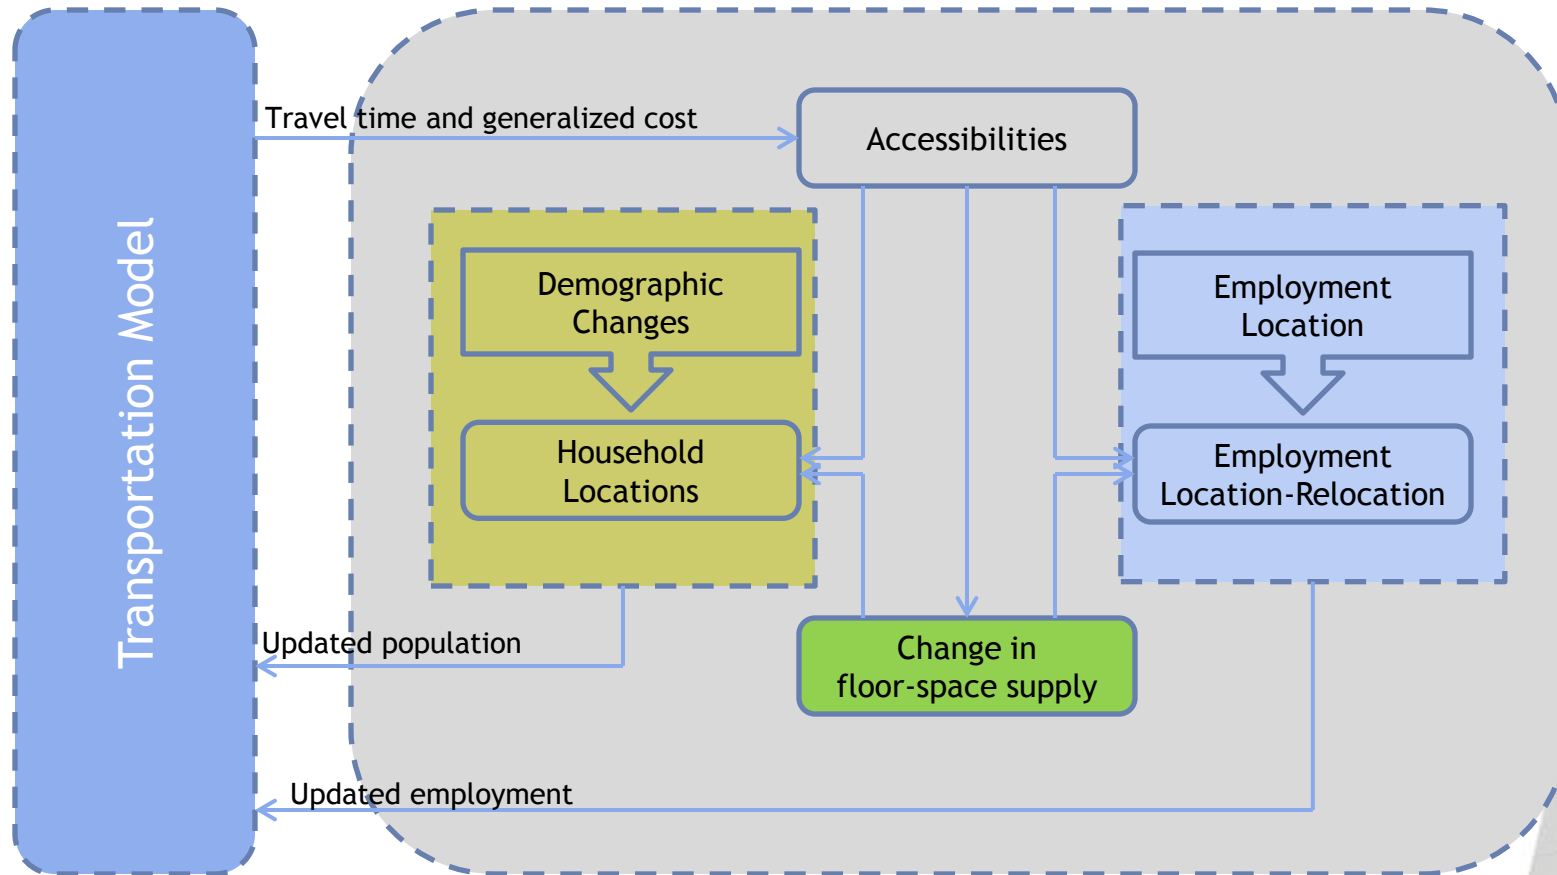 Transportation Model
Travel time and generalized cost
Accessibilities
Demographic
Changes
Household
Locations
Employment
Location
Employment
Location-Relocation
Change in
floor-space supply
Updated population
Updated employment